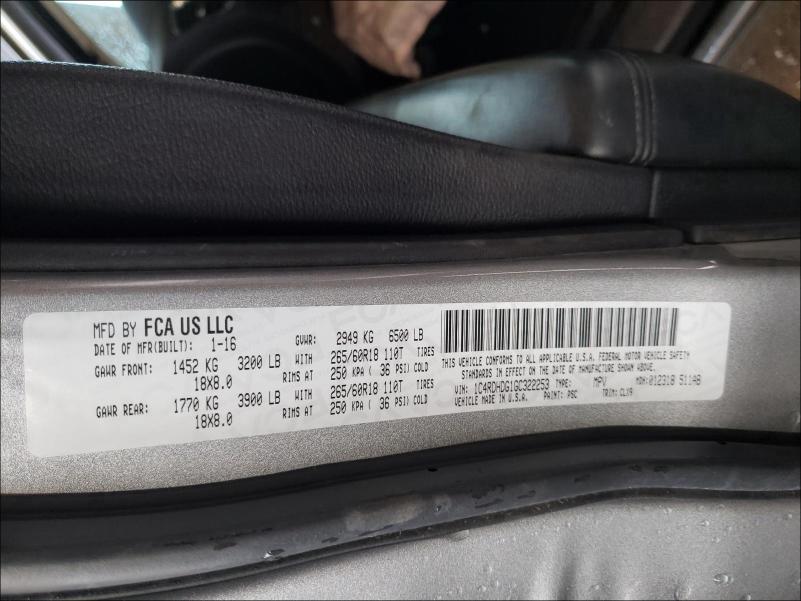 MFD BY FCA US LLC
DATE OF MFR(BUILT): 1-16 GVWR: 2949 KG 6500 LB
GAWR FRONT: 1452 KG 3200 LB WITH 265/60R18 110T TIRES
18X8.0 RIMS AT 250 KPA ( 36 PSI) COLD
GAWR REAR: 1770 KG 3900 LB WITH 265/60R18 110T TIRES
18X8.0 RIMS AT 250 KPA ( 36 PSI) COLD
THIS VEHICLE CONFORMS TO ALL APPLICABLE U.S.A. FEDERAL MOTOR VEHICLE SAFETY
STANDARDS IN EFFECT ON THE DATE OF MANUFACTURE SHOWN ABOVE.
VIN: 1C4RDHDG1GC322253 TYPE: MPV MDH: 012318 511AB
VEHICLE MADE IN U.S.A. PAINT: PSC TRIM: CLX9